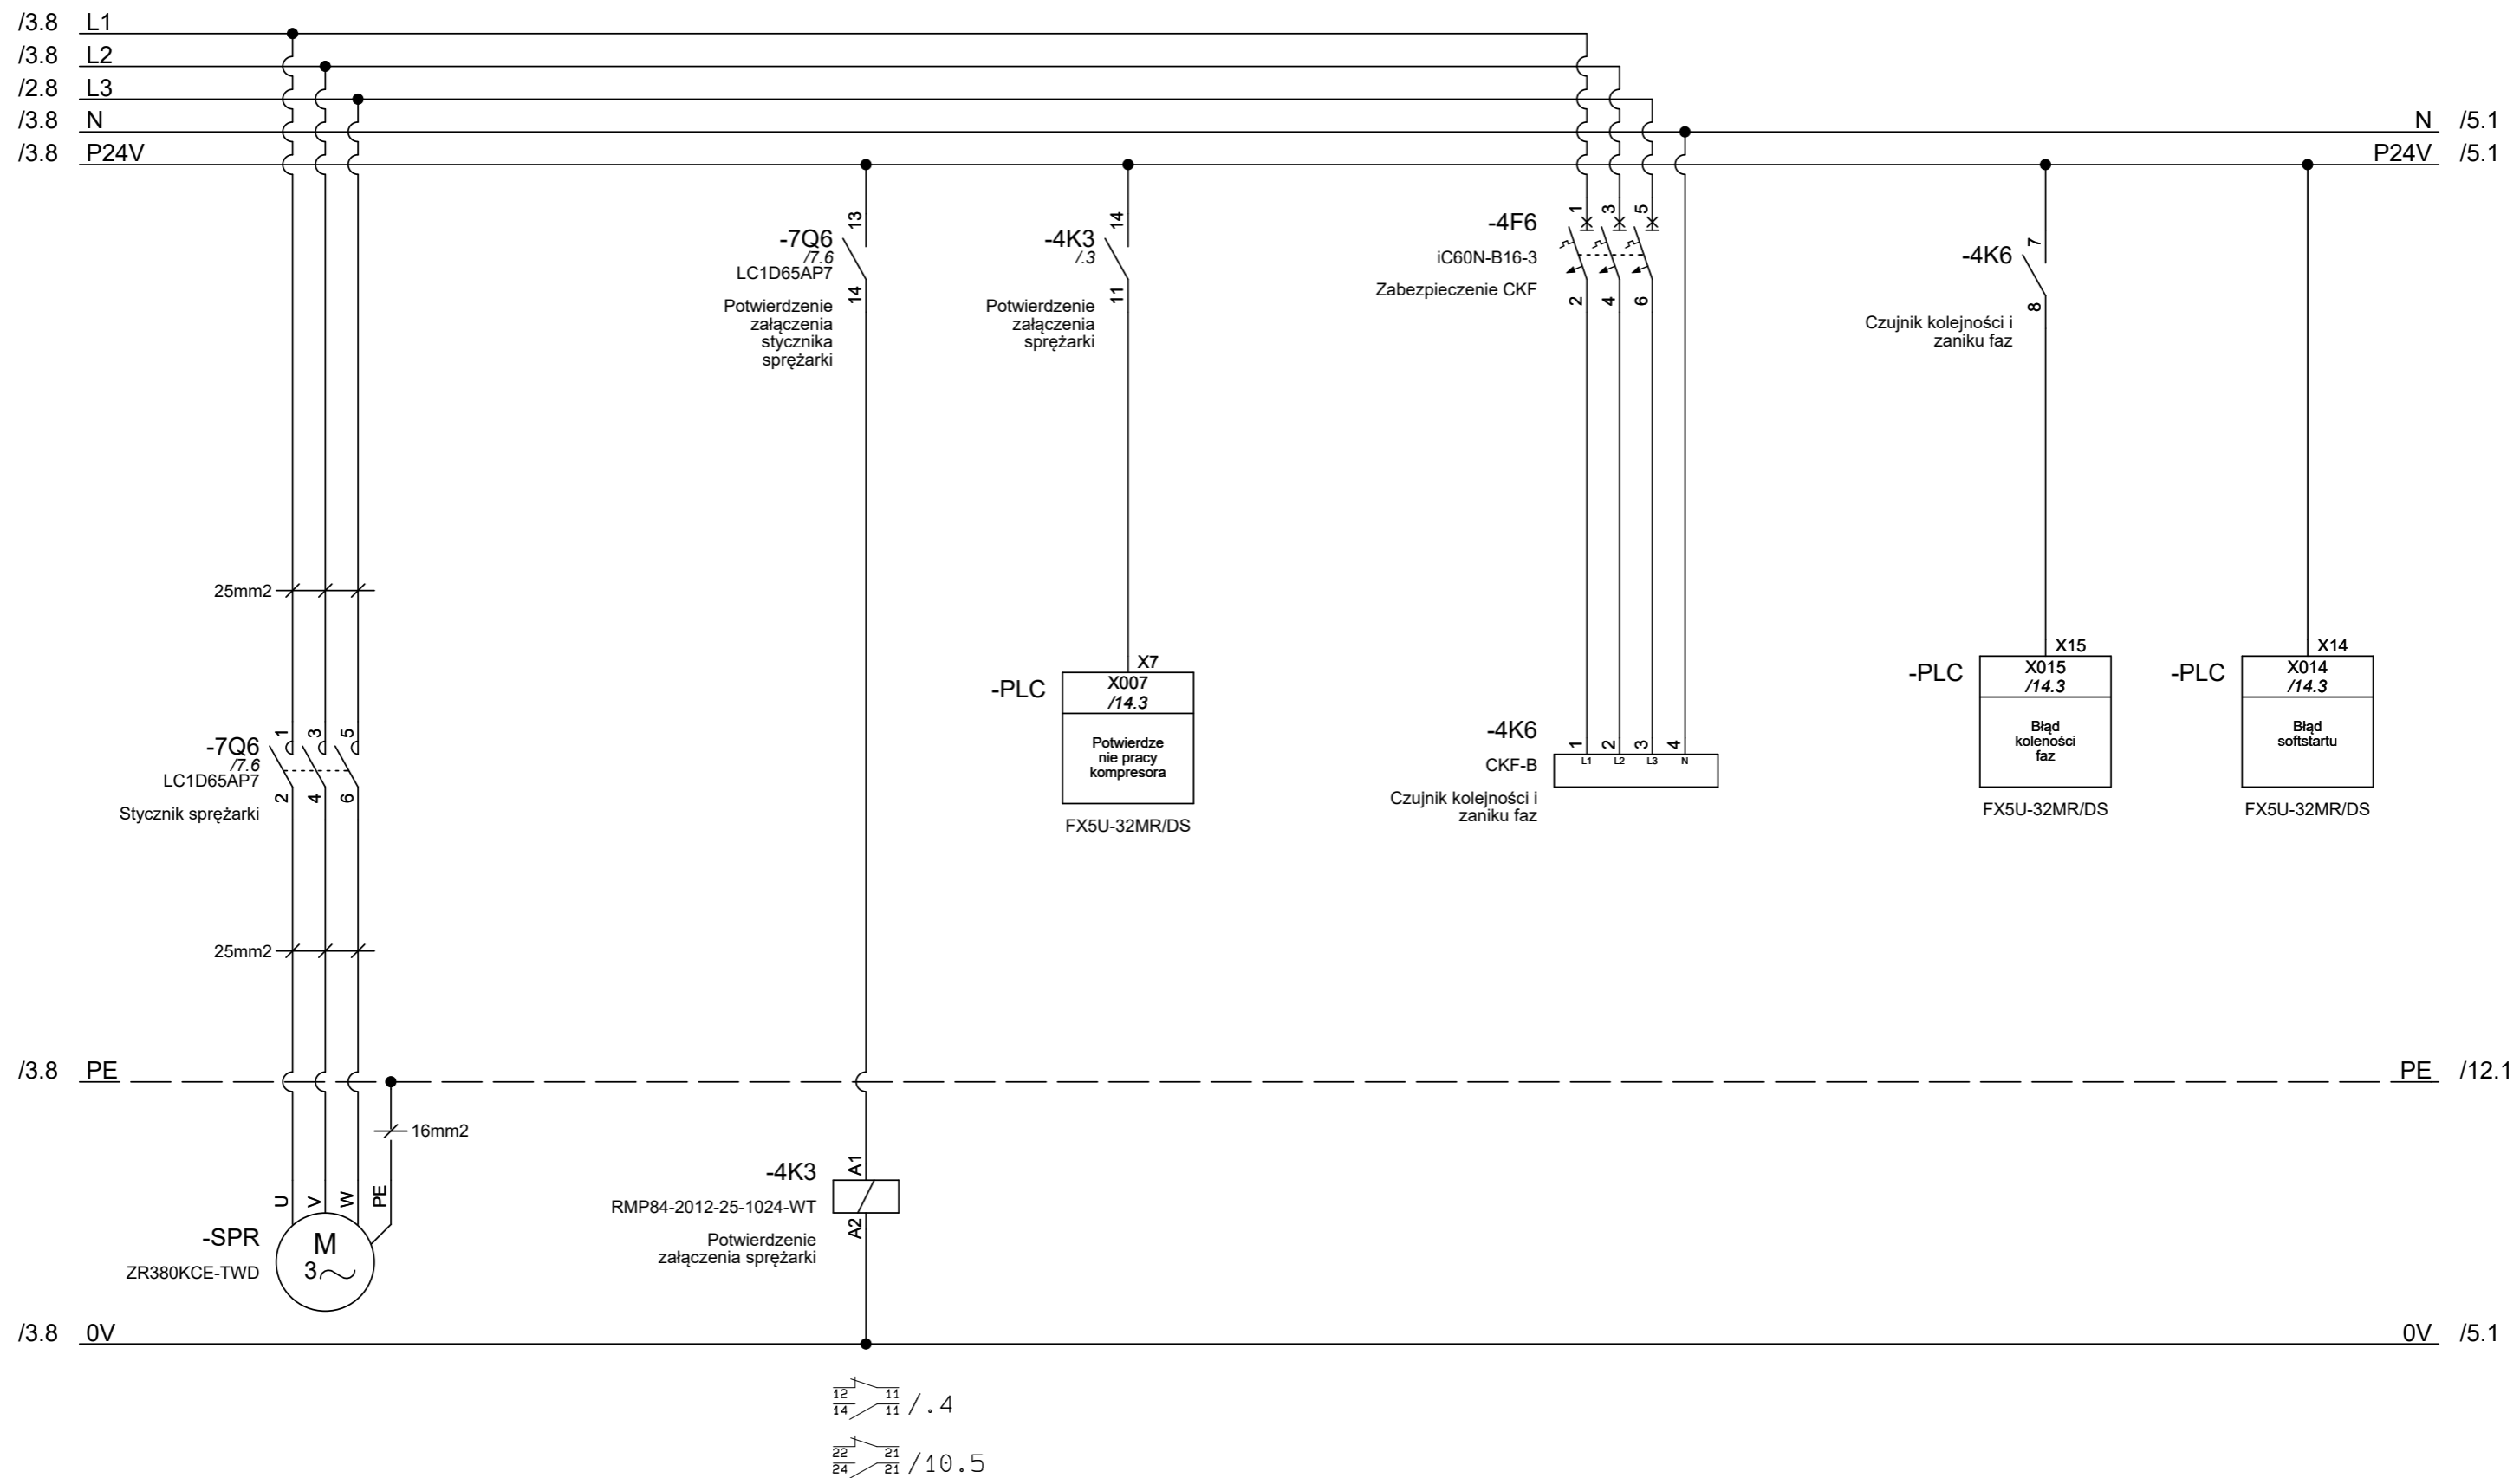 /3.8 L1
/3.8 L2
/2.8 L3
/3.8 N
N /5.1
/3.8 P24V
P24V /5.1
13
-7Q6
/7.6
LC1D65AP7
14
Potwierdzenie
załączenia
stycznika
sprężarki
14
-4K3
/.3
11
Potwierdzenie
załączenia
sprężarki
1 3 5
-4F6
iC60N-B16-3
Zabezpieczenie CKF
2 4 6
7
-4K6
8
Czujnik kolejności i
zaniku faz
25mm2
X7
-PLC
X007
/14.3
Potwierdze
nie pracy
kompresora
FX5U-32MR/DS
X15
-PLC
X015
/14.3
Błąd
koleności
faz
FX5U-32MR/DS
X14
-PLC
X014
/14.3
Błąd
softstartu
FX5U-32MR/DS
1 3 5
-7Q6
/7.6
LC1D65AP7
2 4 6
Stycznik sprężarki
-4K6
1 2 3 4
L1 L2 L3 N
CKF-B
Czujnik kolejności i
zaniku faz
25mm2
/3.8 PE
PE /12.1
16mm2
U V W PE
-SPR
M
3
ZR380KCE-TWD
A1
-4K3
RMP84-2012-25-1024-WT
A2
Potwierdzenie
załączenia sprężarki
/3.8 0V
0V /5.1
12 11
14 11 /.4
22 21
24 21 /10.5